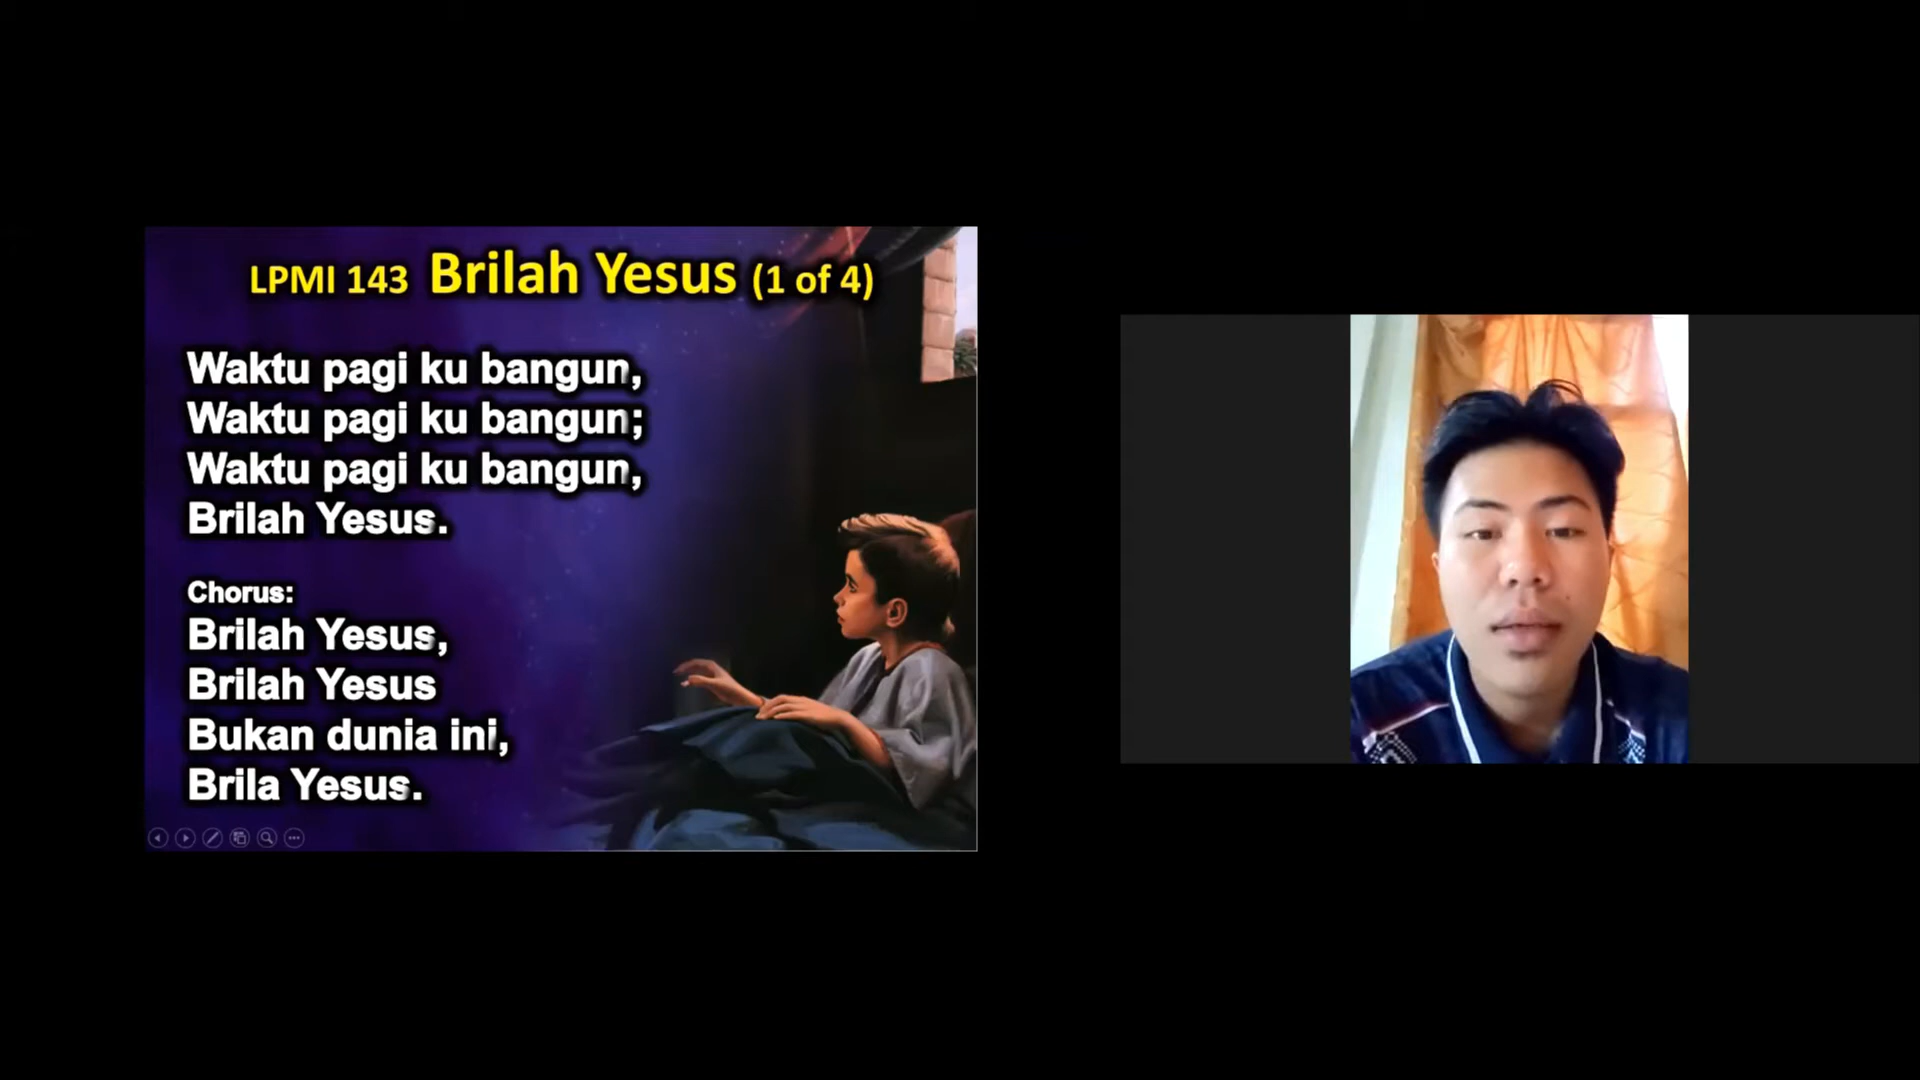 LPMI 143 Brilah Yesus (1 of 4)
Waktu pagi ku bangun,
Waktu pagi ku bangun;
Waktu pagi ku bangun,
Brilah Yesus.
Chorus:
Brilah Yesus,
Brilah Yesus
Bukan dunia ini,
Brila Yesus.